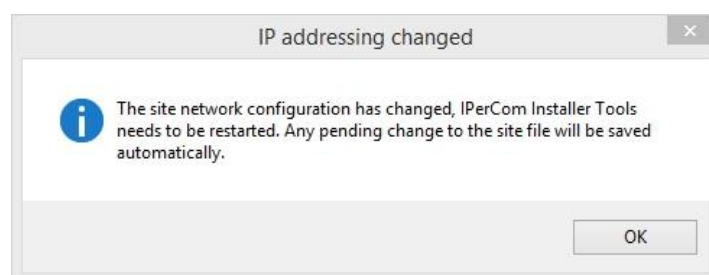 IP addressing changed
The site network configuration has changed, IPerCom Installer Tools
needs to be restarted. Any pending change to the site file will be saved
automatically.
OK